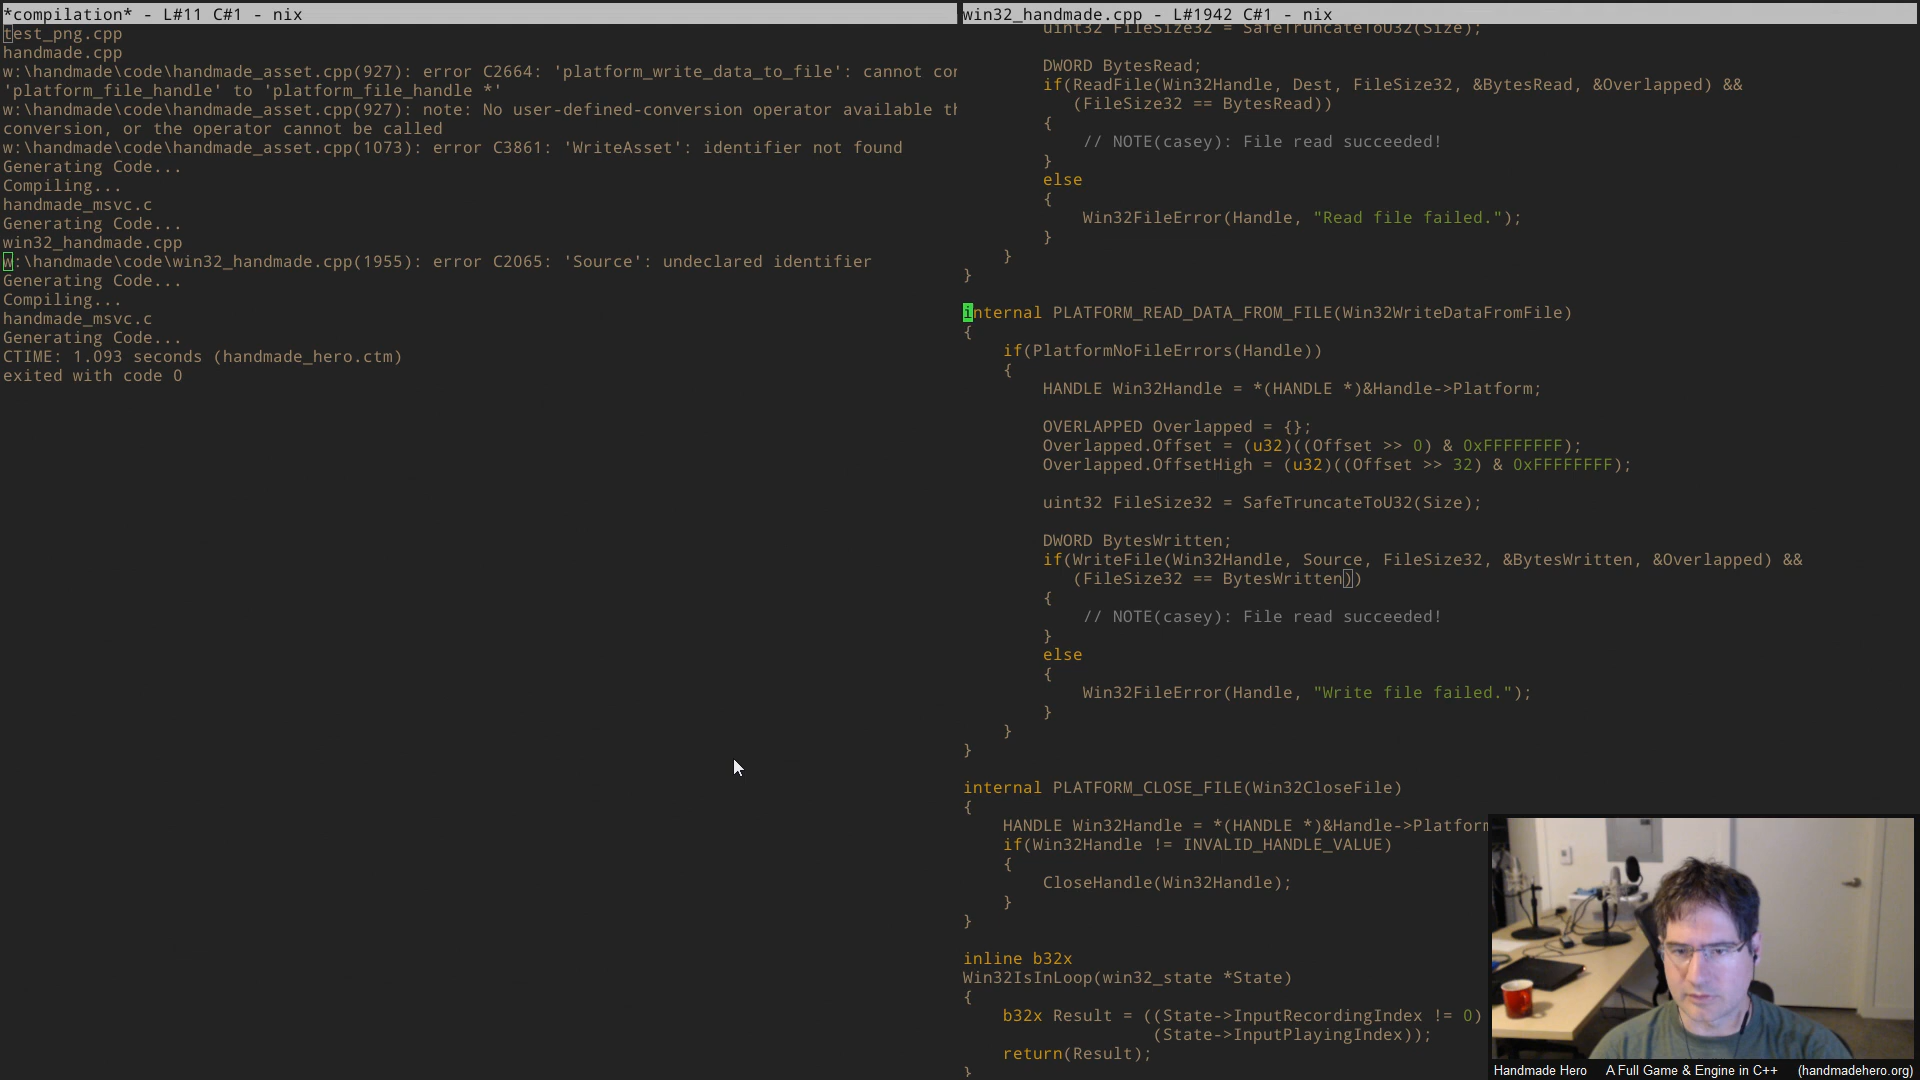 *compilation* - L#11 C#1 - nix
test_png.cpp
handmade.cpp
w:\handmade\code\handmade_asset.cpp(927): error C2664: 'platform_write_data_to_file': cannot con
'platform_file_handle' to 'platform_file_handle *'
w:\handmade\code\handmade_asset.cpp(927): note: No user-defined-conversion operator available th
conversion, or the operator cannot be called
w:\handmade\code\handmade_asset.cpp(1073): error C3861: 'WriteAsset': identifier not found
Generating Code...
Compiling...
handmade_msvc.c
Generating Code...
win32_handmade.cpp
w:\handmade\code\win32_handmade.cpp(1955): error C2065: 'Source': undeclared identifier
Generating Code...
Compiling...
handmade_msvc.c
Generating Code...
CTIME: 1.093 seconds (handmade_hero.ctm)
exited with code 0
win32_handmade.cpp - L#1942 C#1 - nix
uint32 FileSize32 = SafeTruncateToU32(Size);
DWORD BytesRead;
if(ReadFile(Win32Handle, Dest, FileSize32, &BytesRead, &Overlapped) &&
(FileSize32 == BytesRead))
{
// NOTE(casey): File read succeeded!
}
else
{
Win32FileError(Handle, "Read file failed.");
}
}
}
internal PLATFORM_READ_DATA_FROM_FILE(Win32WriteDataFromFile)
{
if(PlatformNoFileErrors(Handle))
{
HANDLE Win32Handle = *(HANDLE *)&Handle->Platform;
OVERLAPPED Overlapped = {};
Overlapped.Offset = (u32)((Offset >> 0) & 0xFFFFFFFF);
Overlapped.OffsetHigh = (u32)((Offset >> 32) & 0xFFFFFFFF);
uint32 FileSize32 = SafeTruncateToU32(Size);
DWORD BytesWritten;
if(WriteFile(Win32Handle, Source, FileSize32, &BytesWritten, &Overlapped) &&
(FileSize32 == BytesWritten))
{
// NOTE(casey): File read succeeded!
}
else
{
Win32FileError(Handle, "Write file failed.");
}
}
}
internal PLATFORM_CLOSE_FILE(Win32CloseFile)
{
HANDLE Win32Handle = *(HANDLE *)&Handle->Platform
if(Win32Handle != INVALID_HANDLE_VALUE)
{
CloseHandle(Win32Handle);
}
}
inline b32x
Win32IsInLoop(win32_state *State)
{
b32x Result = ((State->InputRecordingIndex != 0)
(State->InputPlayingIndex));
return(Result);
}
Handmade Hero A Full Game & Engine in C++ (handmadehero.org)